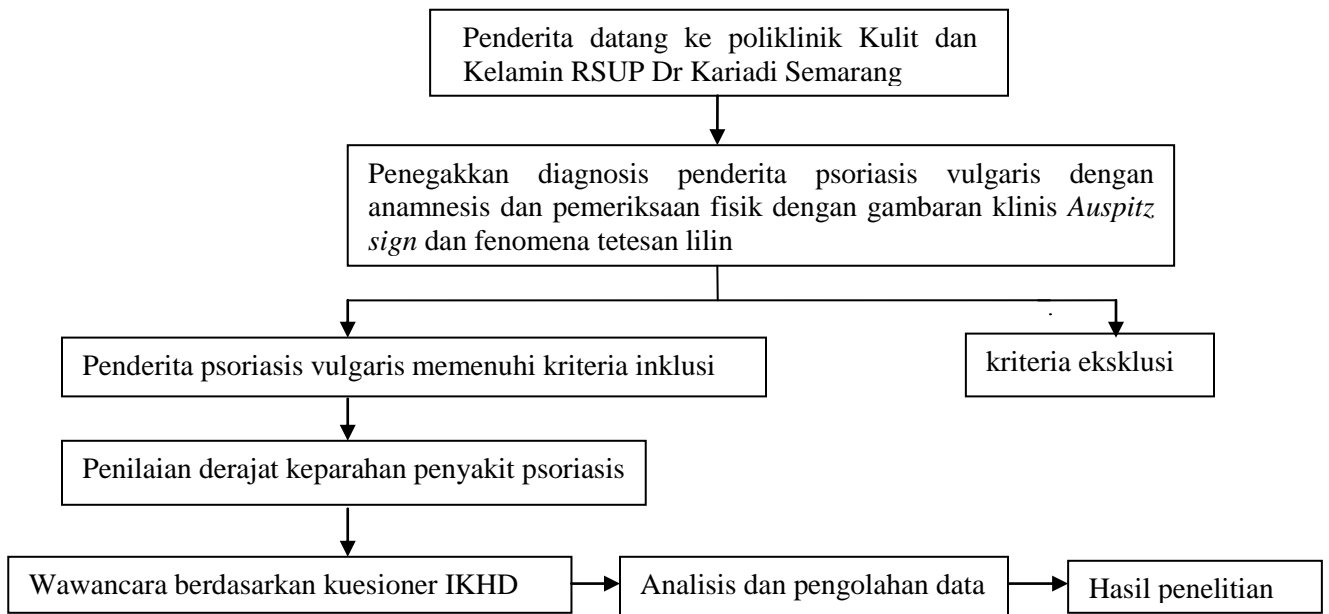 Penderita datang ke poliklinik Kulit dan
Kelamin RSUP Dr Kariadi Semarang
Penegakkan diagnosis penderita psoriasis vulgaris dengan
anamnesis dan pemeriksaan fisik dengan gambaran klinis Auspitz
sign dan fenomena tetesan lilin
Penderita psoriasis vulgaris memenuhi kriteria inklusi
kriteria eksklusi
Penilaian derajat keparahan penyakit psoriasis
Wawancara berdasarkan kuesioner IKHD
Analisis dan pengolahan data
Hasil penelitian